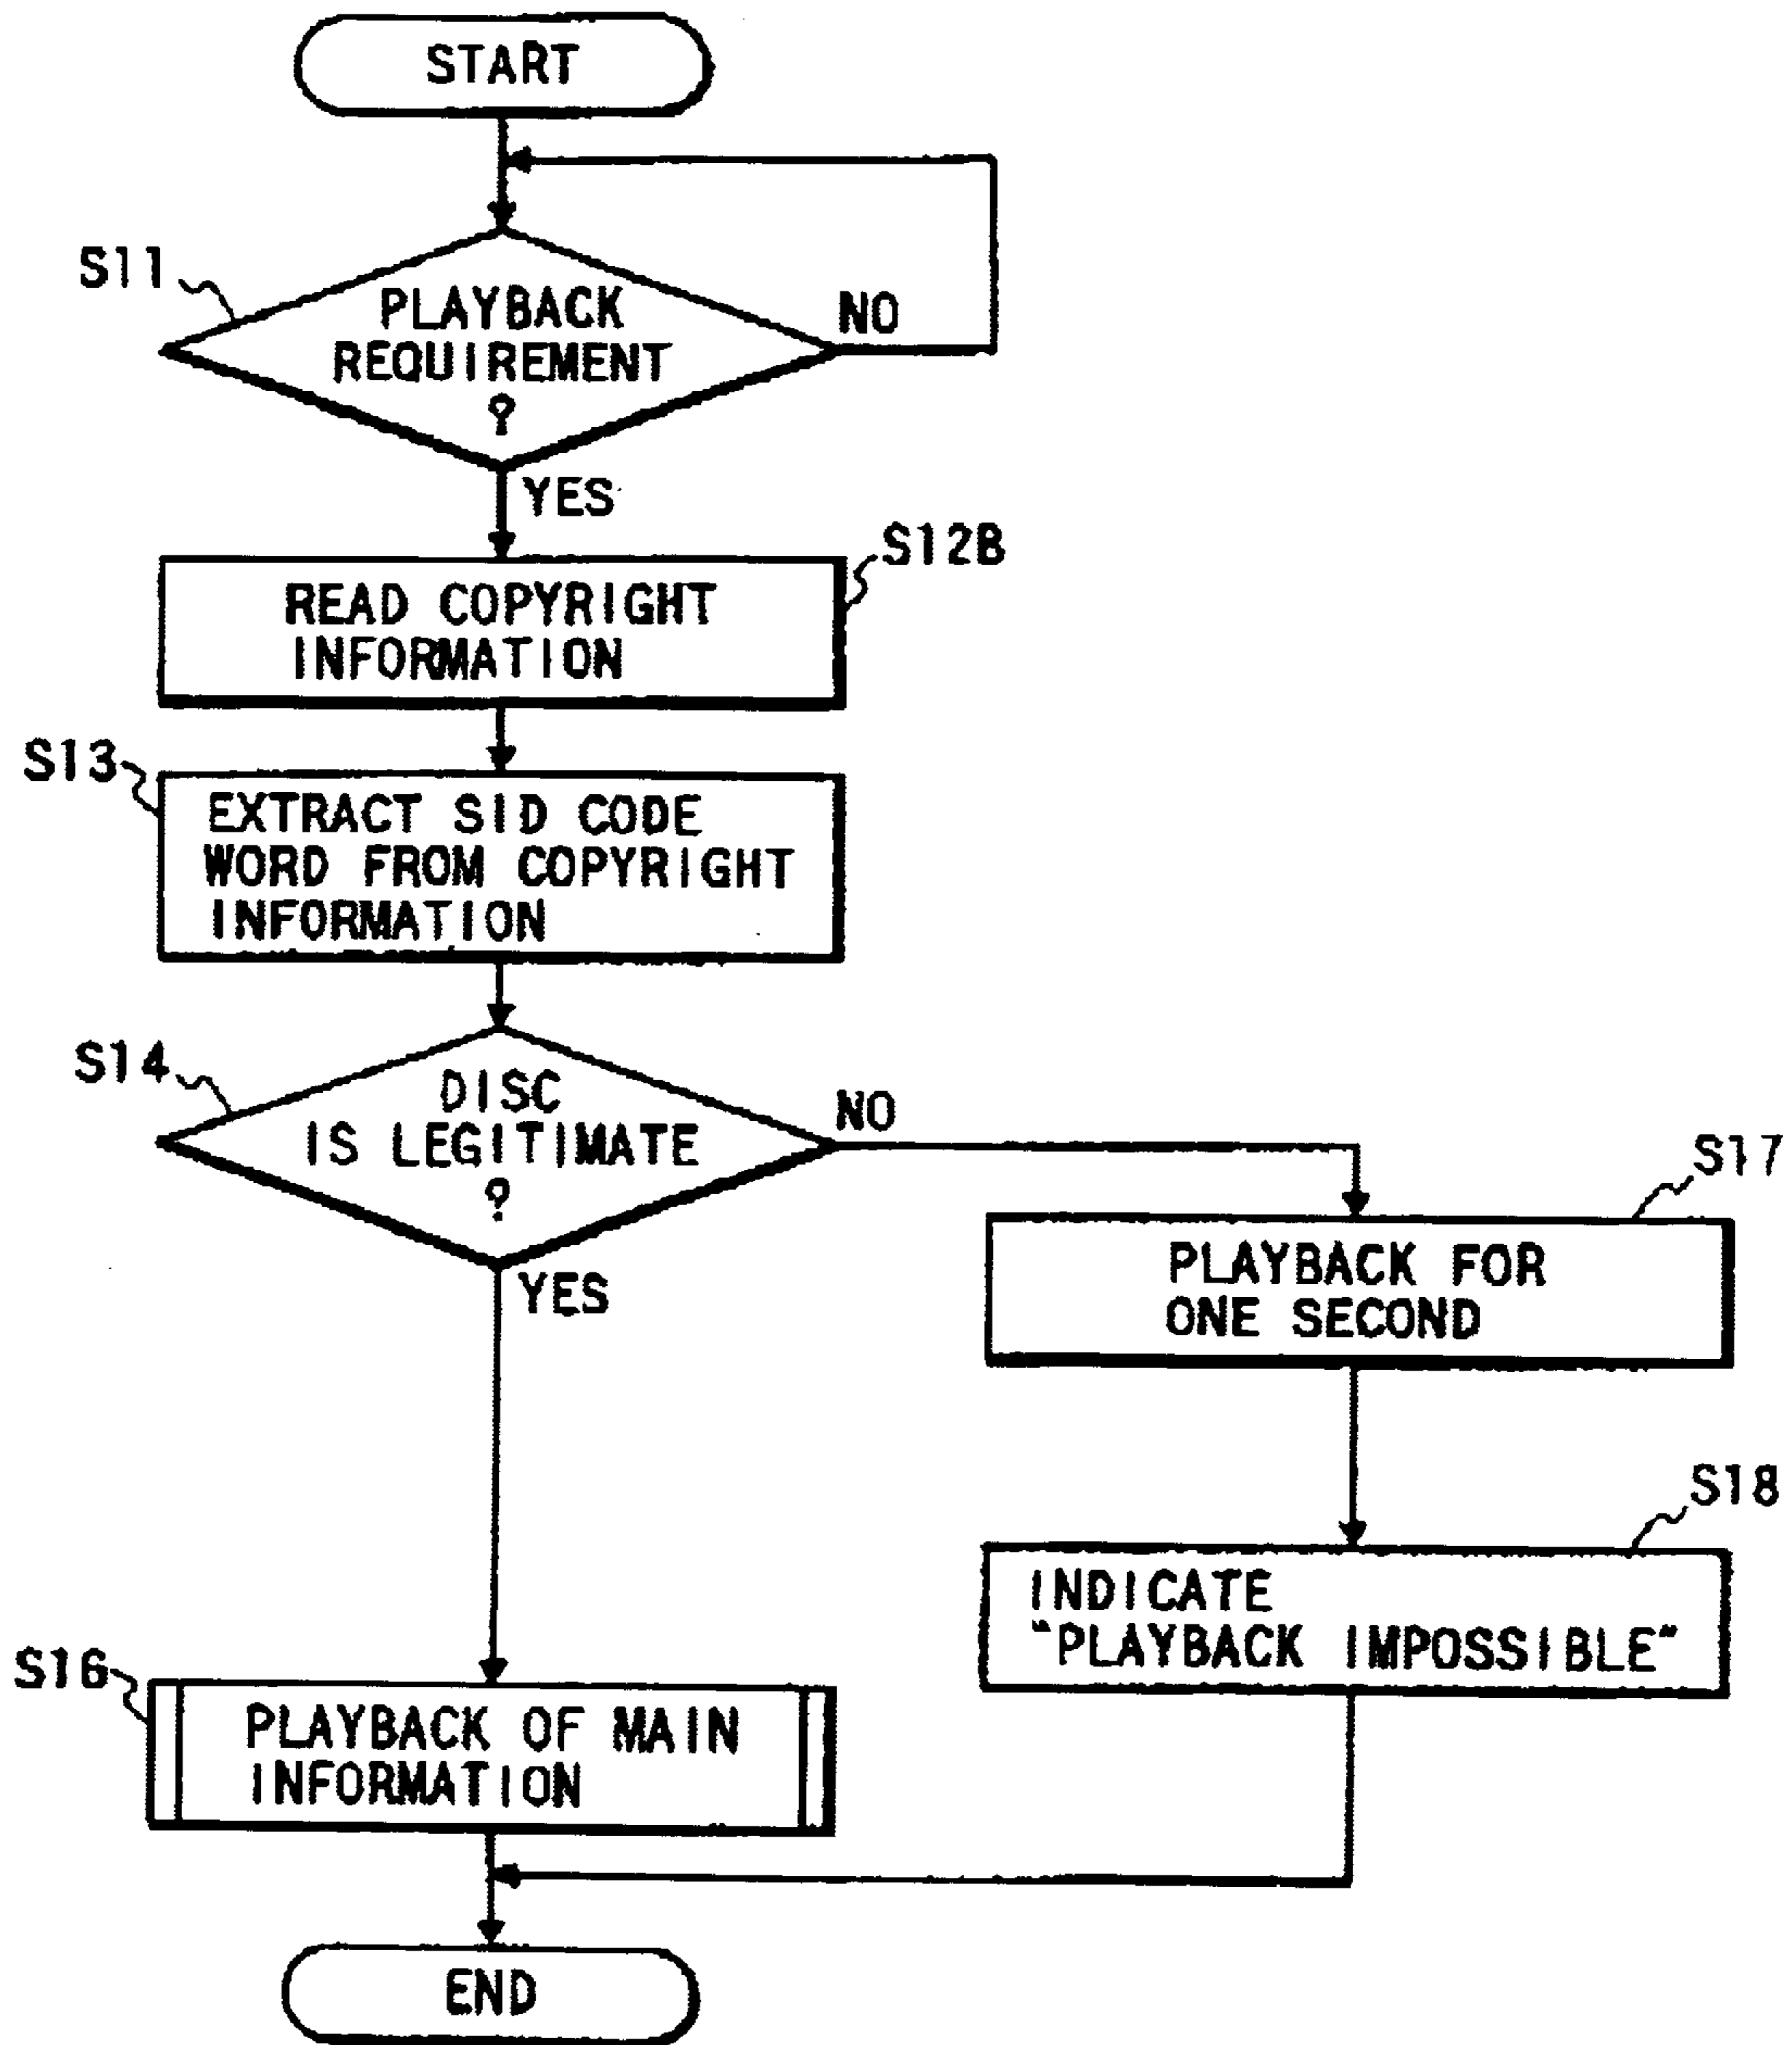 START
S11
PLAYBACK
REQUIREMENT
?
NO
YES
S12B
READ COPYRIGHT
INFORMATION
S13
EXTRACT SID CODE
WORD FROM COPYRIGHT
INFORMATION
S14
DISC
IS LEGITIMATE
?
NO
YES
S17
PLAYBACK FOR
ONE SECOND
S18
INDICATE
"PLAYBACK IMPOSSIBLE"
S16
PLAYBACK OF MAIN
INFORMATION
END